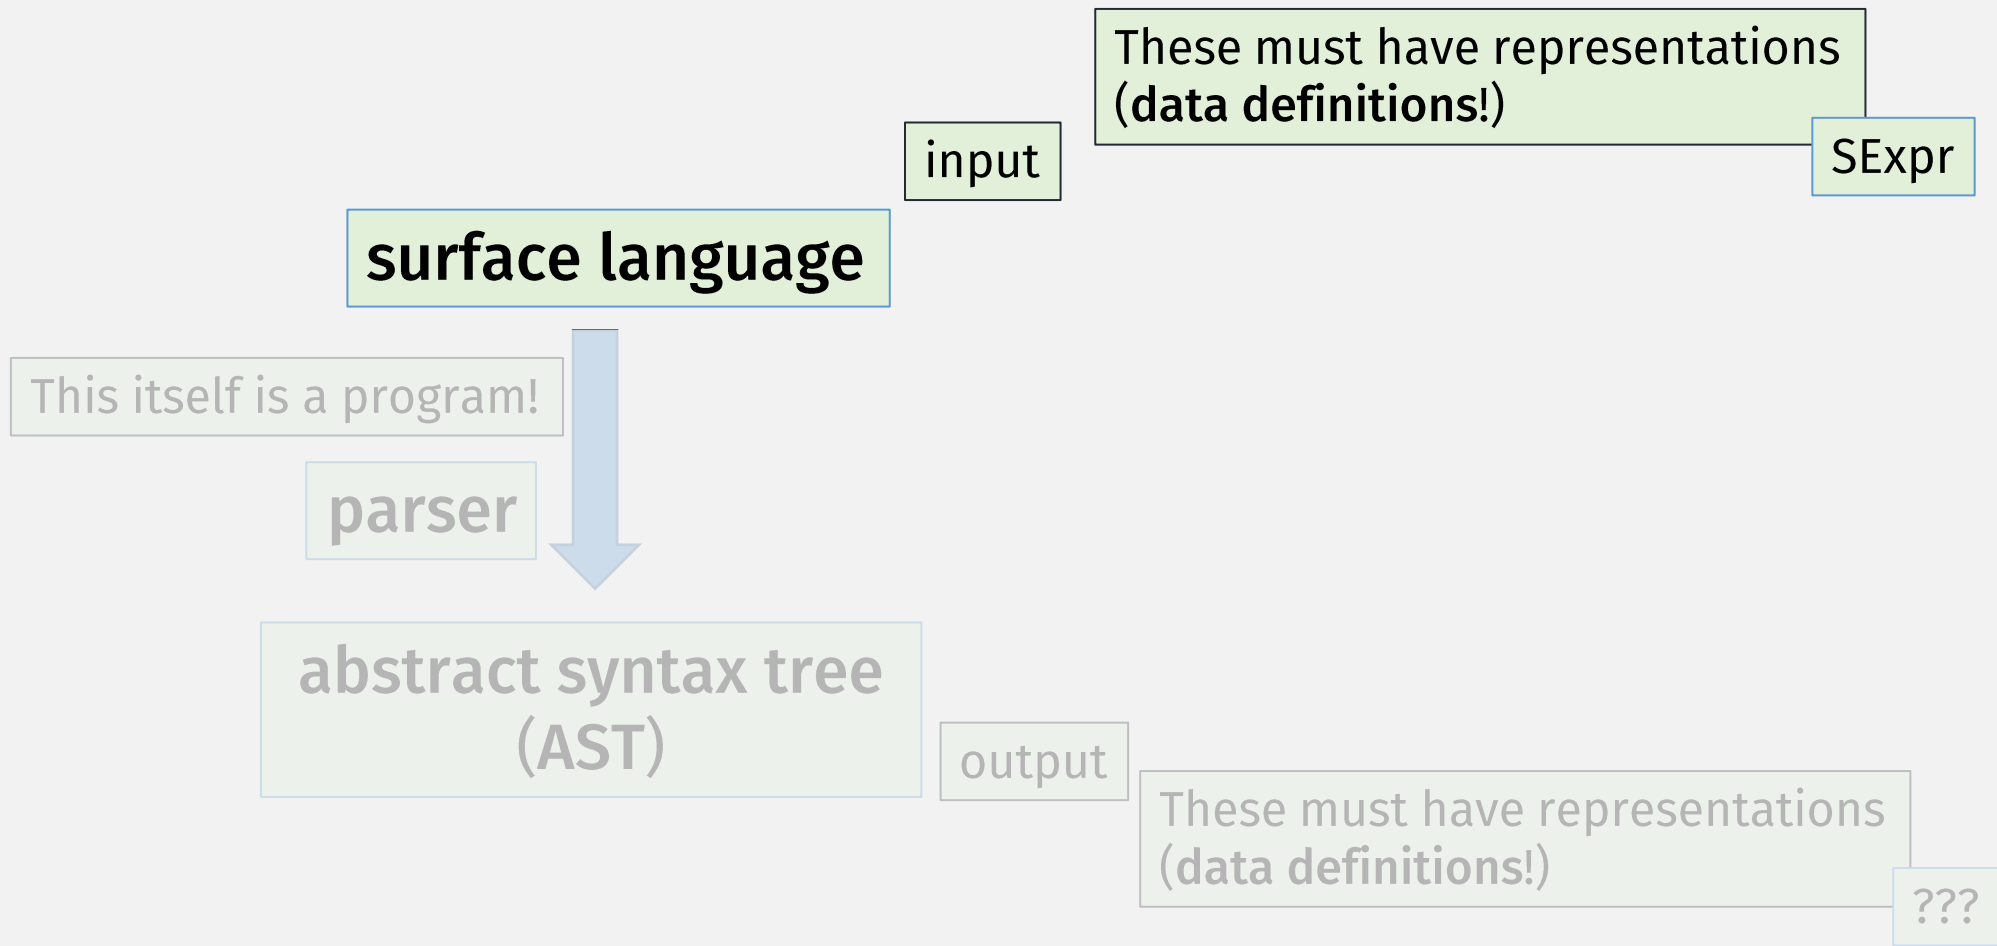 These must have representations
(data definitions!)
SExpr
input
surface language
This itself is a program!
parser
abstract syntax tree
(AST)
output
These must have representations
(data definitions!)
???